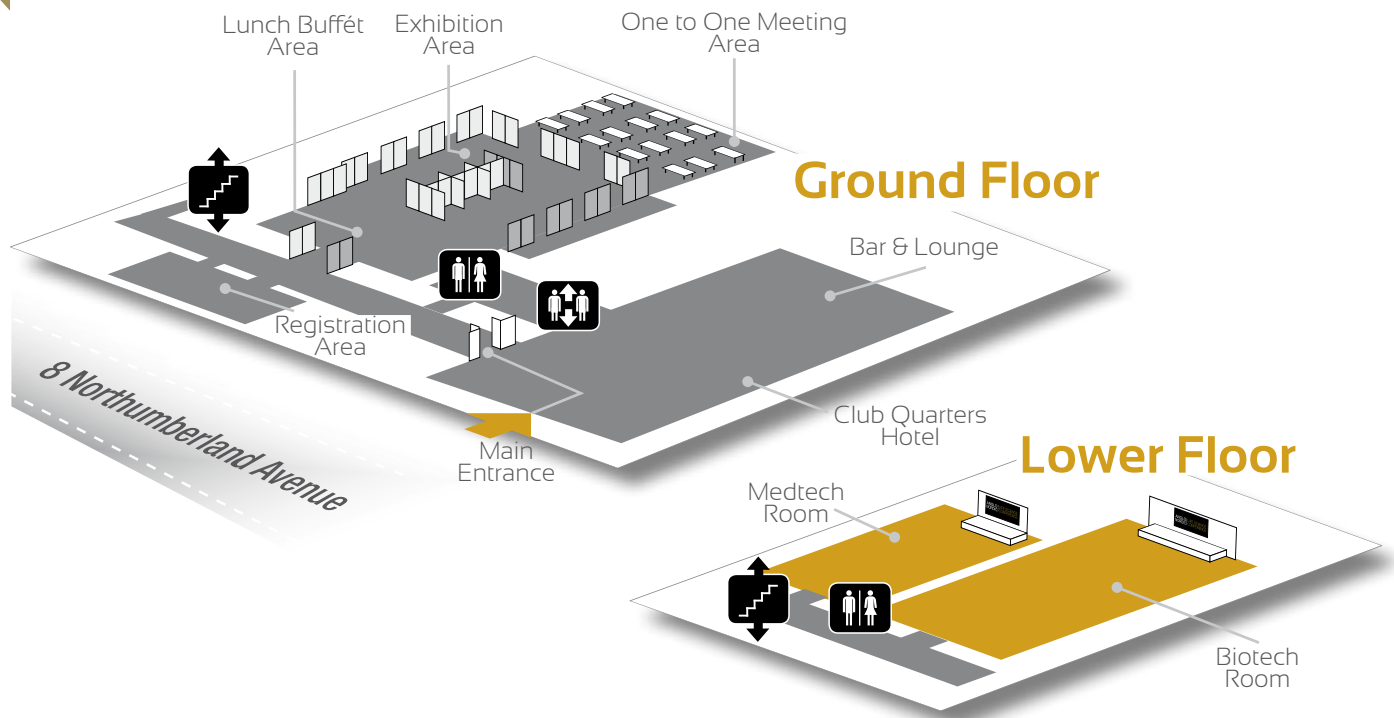 Lunch Buffét
Area
Exhibition
Area
One to One Meeting
Area
Ground Floor
Bar & Lounge
Registration
Area
8 Northumberland Avenue
Club Quarters
Hotel
Main
Entrance
Lower Floor
Medtech
Room
Biotech
Room